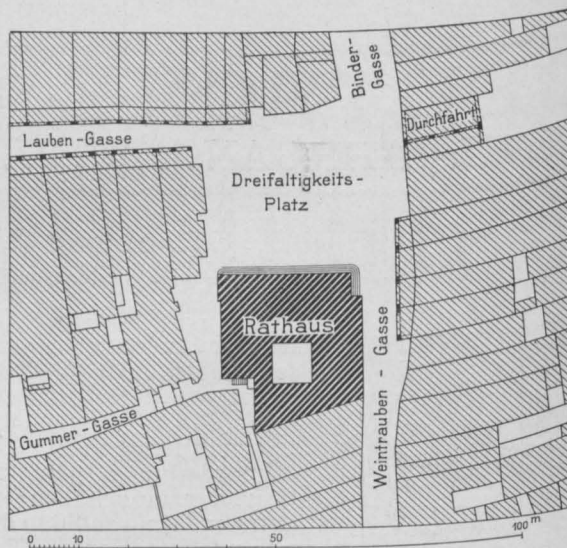 Binder-
Gasse
Durchfahrt
Lauben-Gasse
Dreifaltigkeits-
Platz
Rathaus
Weintrauben-Gasse
Gummer-Gasse
0 10 50 100 m